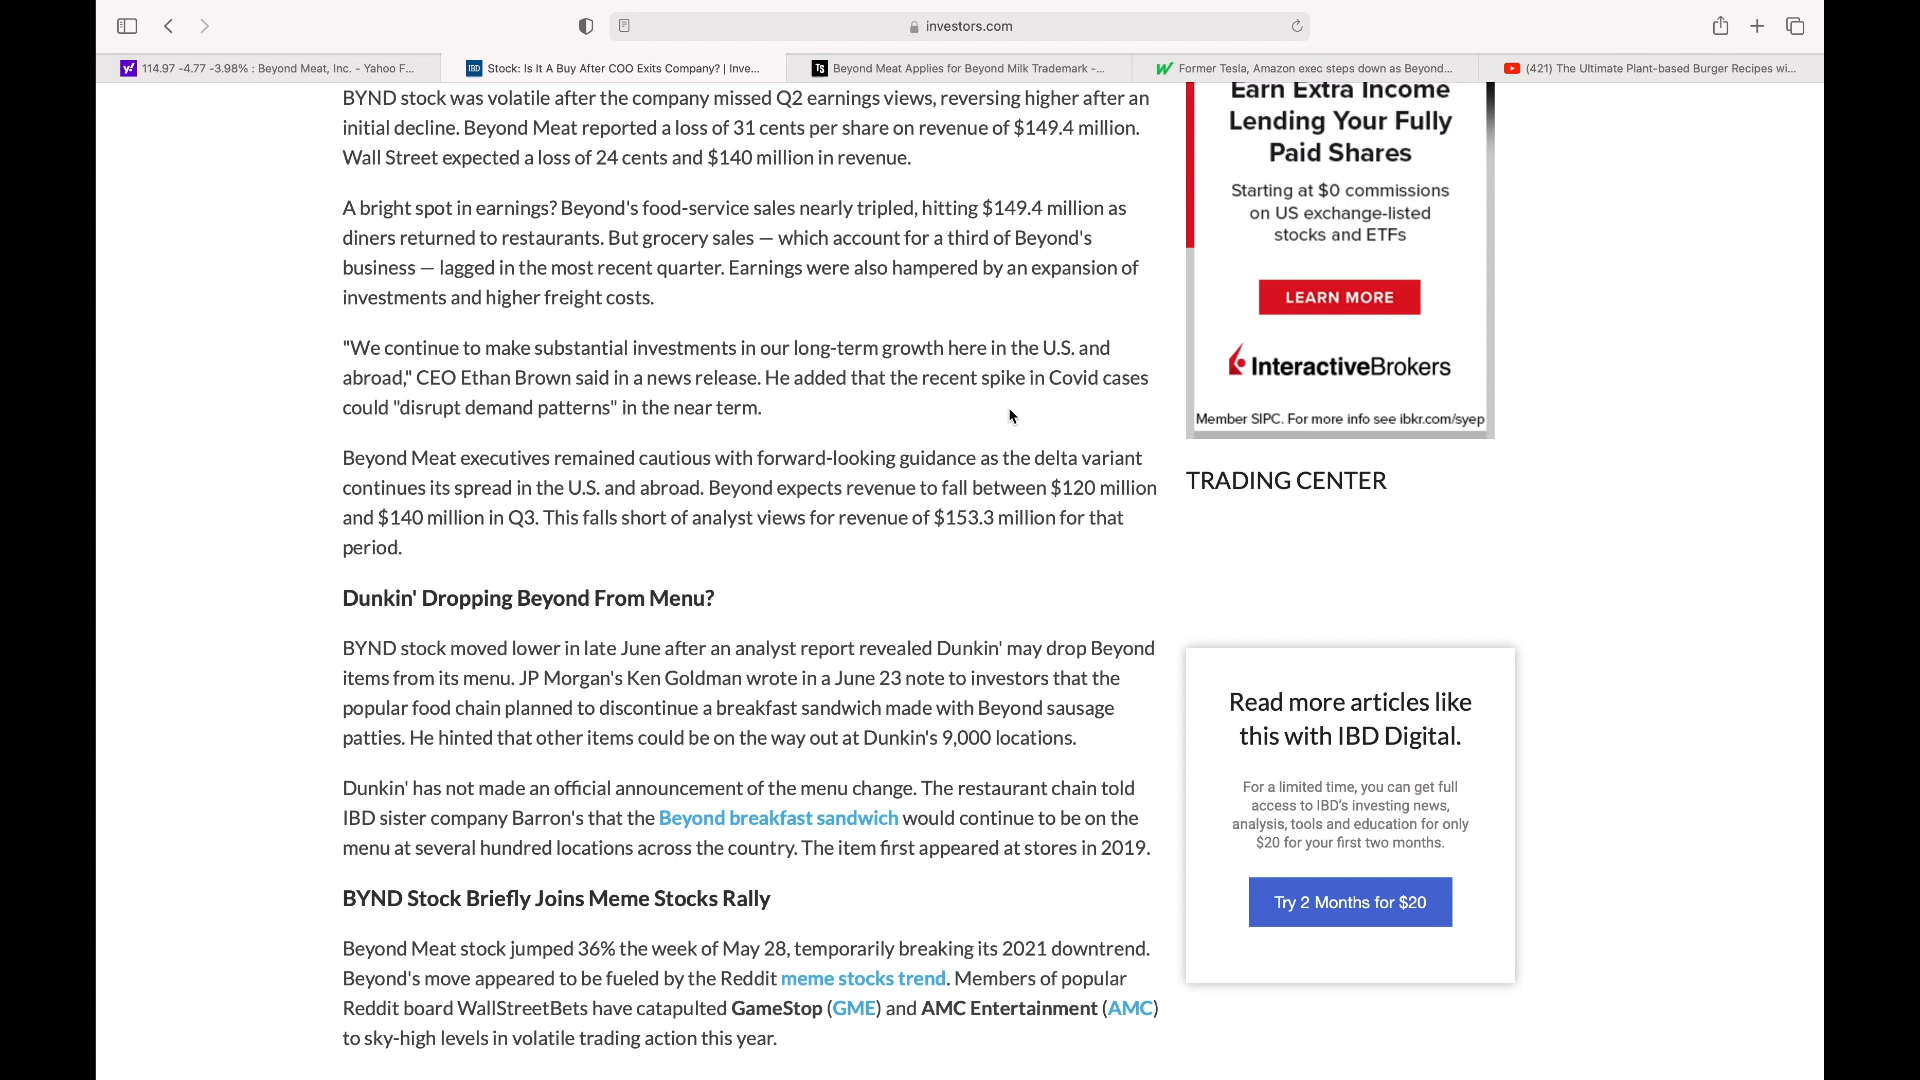 investors.com
114.97 -4.77 -3.98% : Beyond Meat, Inc. - Yahoo F...
IBD Stock: Is It A Buy After COO Exits Company? | Inve...
TS Beyond Meat Applies for Beyond Milk Trademark -...
Former Tesla, Amazon exec steps down as Beyond...
(421) The Ultimate Plant-based Burger Recipes wi...
BYND stock was volatile after the company missed Q2 earnings views, reversing higher after an
initial decline. Beyond Meat reported a loss of 31 cents per share on revenue of $149.4 million.
Wall Street expected a loss of 24 cents and $140 million in revenue.
A bright spot in earnings? Beyond's food-service sales nearly tripled, hitting $149.4 million as
diners returned to restaurants. But grocery sales — which account for a third of Beyond's
business — lagged in the most recent quarter. Earnings were also hampered by an expansion of
investments and higher freight costs.
"We continue to make substantial investments in our long-term growth here in the U.S. and
abroad," CEO Ethan Brown said in a news release. He added that the recent spike in Covid cases
could "disrupt demand patterns" in the near term.
Beyond Meat executives remained cautious with forward-looking guidance as the delta variant
continues its spread in the U.S. and abroad. Beyond expects revenue to fall between $120 million
and $140 million in Q3. This falls short of analyst views for revenue of $153.3 million for that
period.
Dunkin' Dropping Beyond From Menu?
BYND stock moved lower in late June after an analyst report revealed Dunkin' may drop Beyond
items from its menu. JP Morgan's Ken Goldman wrote in a June 23 note to investors that the
popular food chain planned to discontinue a breakfast sandwich made with Beyond sausage
patties. He hinted that other items could be on the way out at Dunkin's 9,000 locations.
Dunkin' has not made an official announcement of the menu change. The restaurant chain told
IBD sister company Barron's that the Beyond breakfast sandwich would continue to be on the
menu at several hundred locations across the country. The item first appeared at stores in 2019.
BYND Stock Briefly Joins Meme Stocks Rally
Beyond Meat stock jumped 36% the week of May 28, temporarily breaking its 2021 downtrend.
Beyond's move appeared to be fueled by the Reddit meme stocks trend. Members of popular
Reddit board WallStreetBets have catapulted GameStop (GME) and AMC Entertainment (AMC)
to sky-high levels in volatile trading action this year.
Earn Extra Income
Lending Your Fully
Paid Shares
Starting at $0 commissions
on US exchange-listed
stocks and ETFs
LEARN MORE
InteractiveBrokers
Member SIPC. For more info see ibkr.com/syep
TRADING CENTER
Read more articles like
this with IBD Digital.
For a limited time, you can get full
access to IBD's investing news,
analysis, tools and education for only
$20 for your first two months.
Try 2 Months for $20